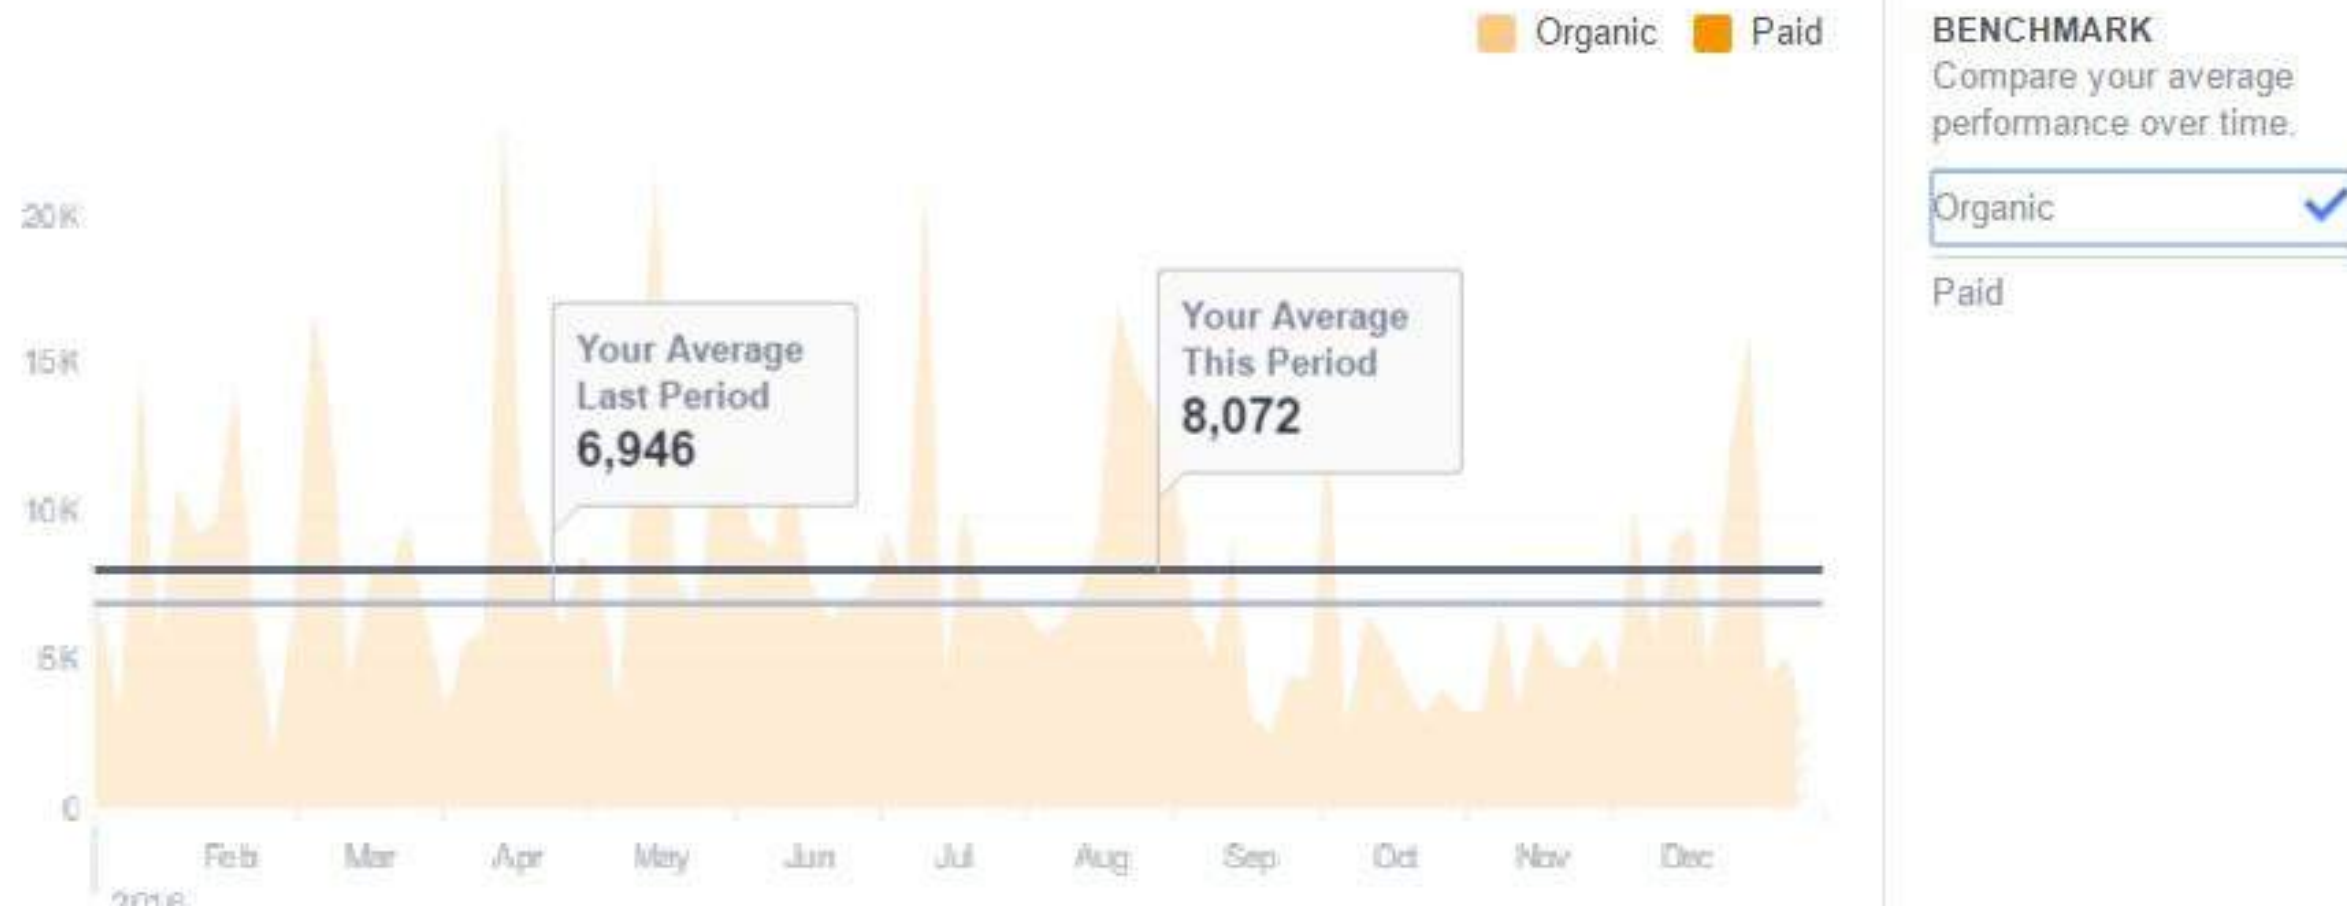 Organic Paid
BENCHMARK
Compare your average
performance over time.
Organic
Paid
20K
15K
10K
5K
0
Your Average
Last Period
6,946
Your Average
This Period
8,072
Feb Mar Apr May Jun Jul Aug Sep Oct Nov Dec
2016